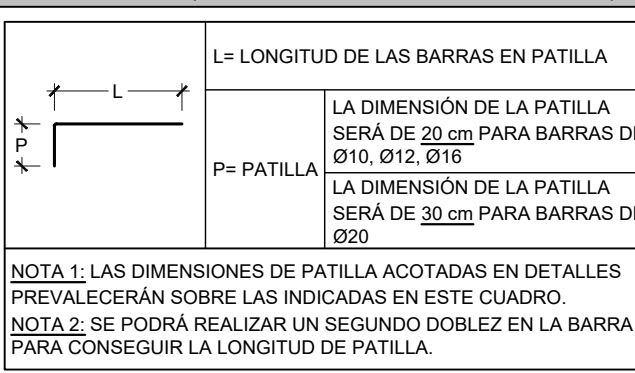 L
P
L= LONGITUD DE LAS BARRAS EN PATILLA
P= PATILLA
LA DIMENSIÓN DE LA PATILLA
SERÁ DE 20 cm PARA BARRAS
Ø10, Ø12, Ø16
LA DIMENSIÓN DE LA PATILLA
SERÁ DE 30 cm PARA BARRAS
Ø20
NOTA 1: LAS DIMENSIONES DE PATILLA ACOTADAS EN DETALLES
PREVALECERÁN SOBRE LAS INDICADAS EN ESTE CUADRO.
NOTA 2: SE PODRÁ REALIZAR UN SEGUNDO DOBLEZ EN LA BARRA
PARA CONSEGUIR LA LONGITUD DE PATILLA.